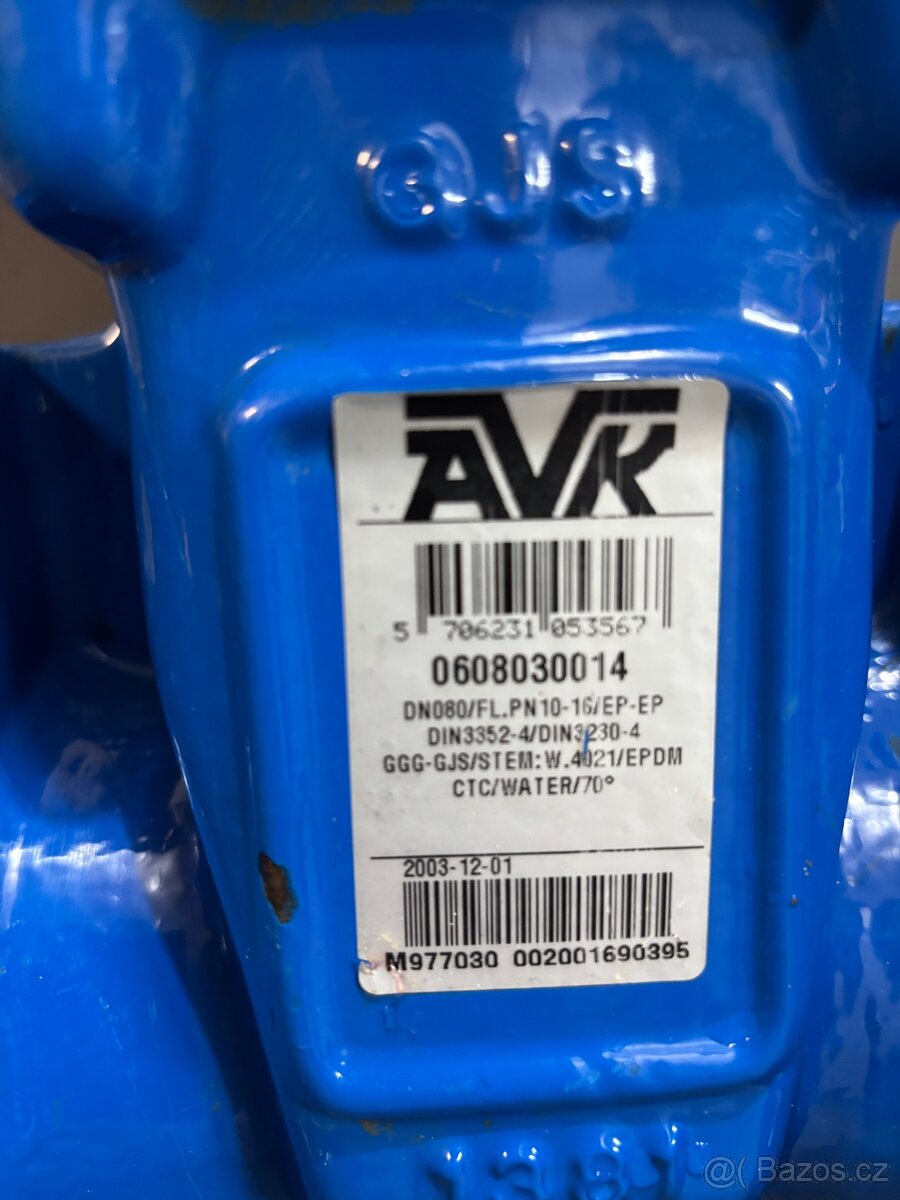 GJS
AVK
5 706231 053567
0608030014
DN080/FL.PN10-16/EP-EP
DIN3352-4/DIN3230-4
GGG-GJS/STEM:W.4021/EPDM
CTC/WATER/70°
2003-12-01
M977030 002001690395
@( Bazos.cz